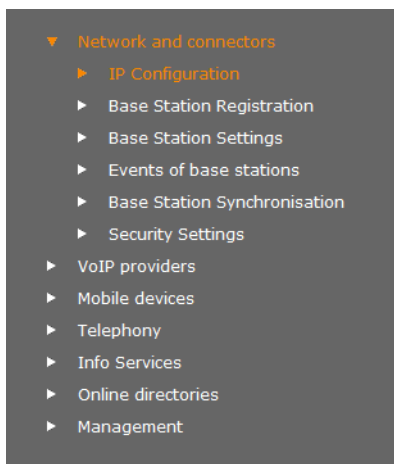 Network and connectors
IP Configuration
Base Station Registration
Base Station Settings
Events of base stations
Base Station Synchronisation
Security Settings
VoIP providers
Mobile devices
Telephony
Info Services
Online directories
Management